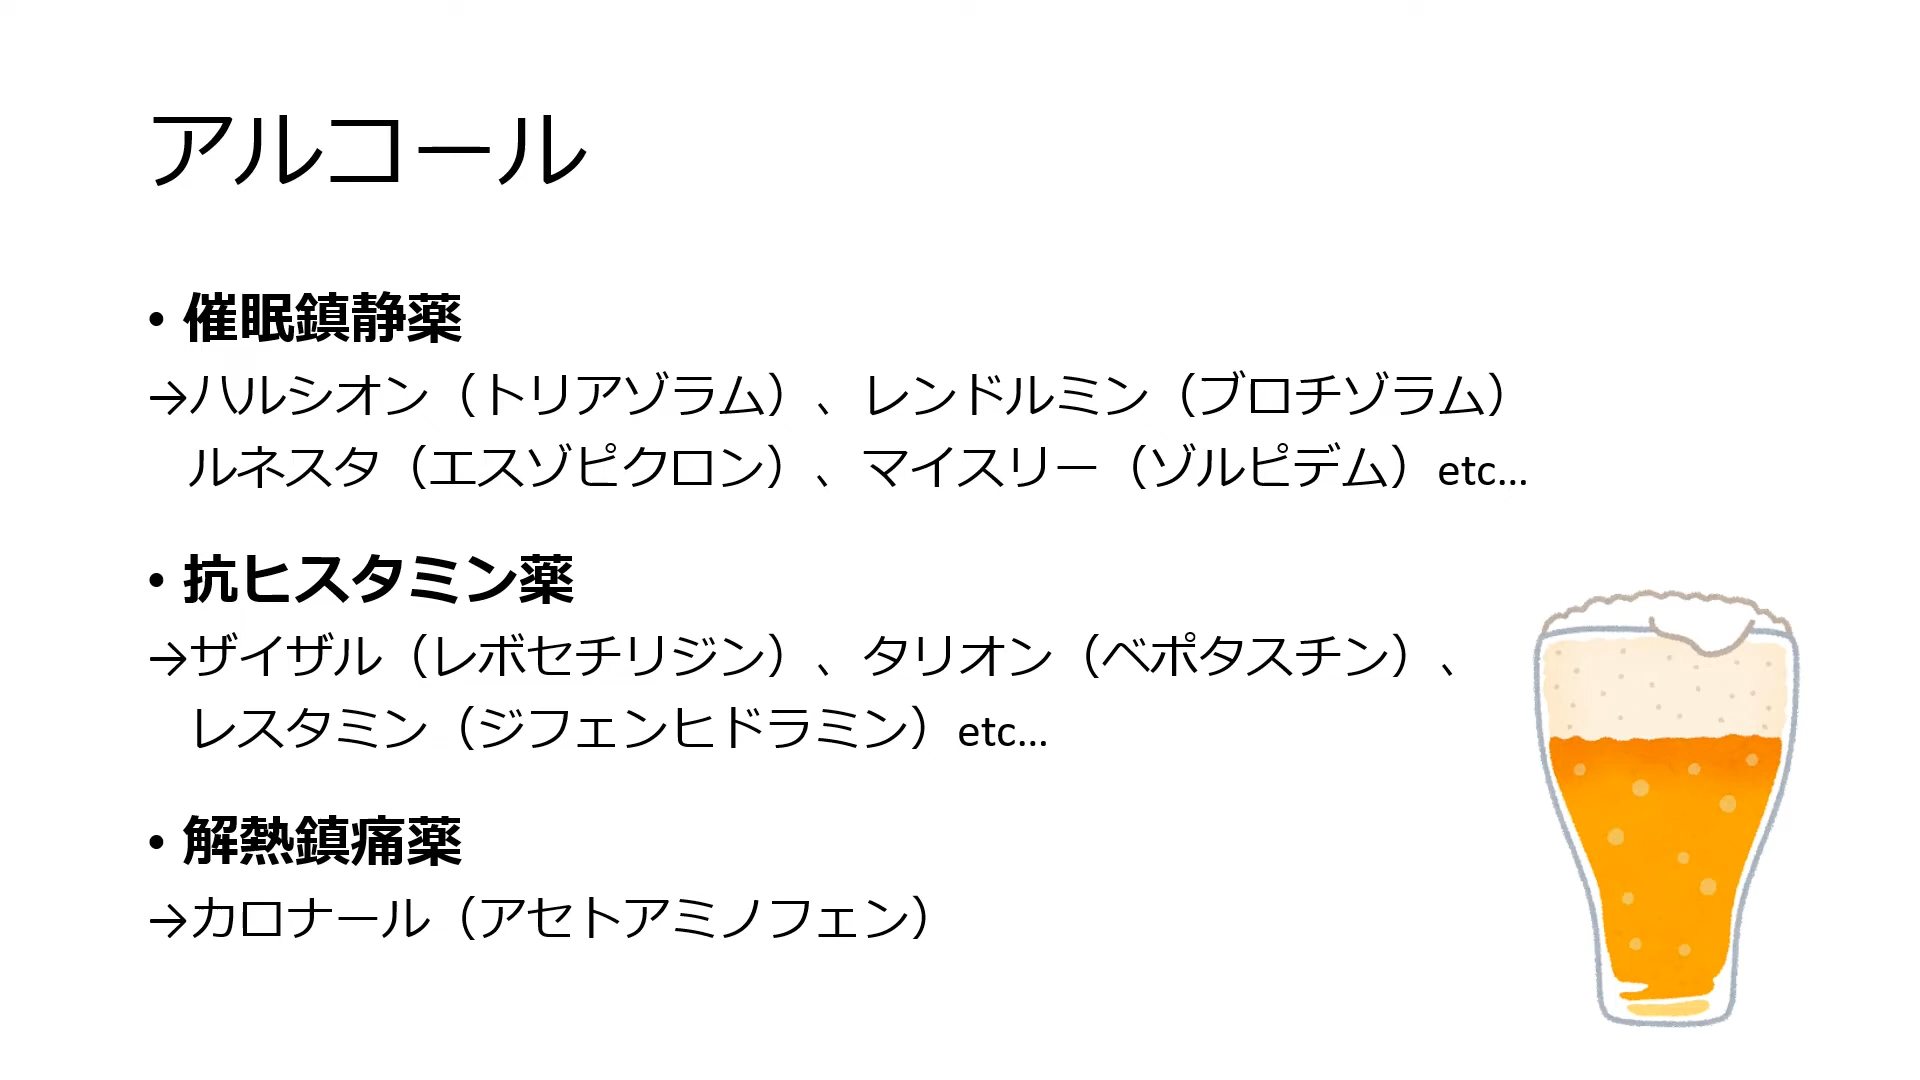 アルコール
• 催眠鎮静薬
→ハルシオン（トリアゾラム）、レンドルミン（ブロチゾラム）
ルネスタ（エスゾピクロン）、マイスリー（ゾルピデム）etc…
• 抗ヒスタミン薬
→ザイザル（レボセチリジン）、タリオン（ベポタスチン）、
レスタミン（ジフェンヒドラミン）etc…
• 解熱鎮痛薬
→カロナール（アセトアミノフェン）